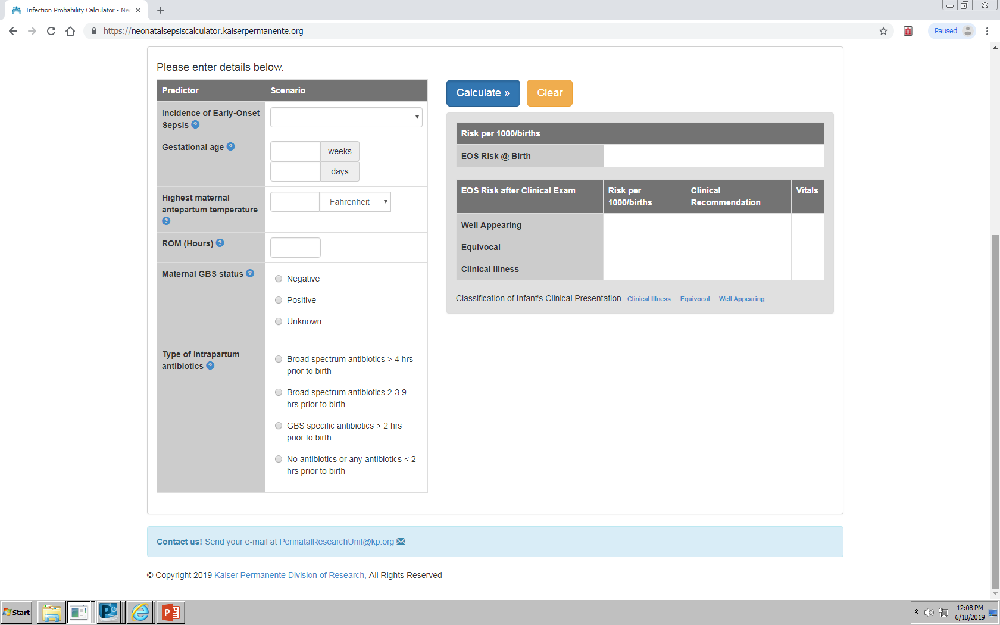 Infection Probability Calculator - Ne
https://neonatalsepsiscalculator.kaiserpermanente.org
Paused
Please enter details below.
Predictor
Scenario
Incidence of Early-Onset
Sepsis ?
Gestational age ?
weeks
days
Highest maternal
antepartum temperature
?
Fahrenheit
ROM (Hours) ?
Maternal GBS status ?
Negative
Positive
Unknown
Type of intrapartum
antibiotics ?
Broad spectrum antibiotics > 4 hrs
prior to birth
Broad spectrum antibiotics 2-3.9
hrs prior to birth
GBS specific antibiotics > 2 hrs
prior to birth
No antibiotics or any antibiotics < 2
hrs prior to birth
Calculate »
Clear
Risk per 1000/births
EOS Risk @ Birth
EOS Risk after Clinical Exam
Risk per
1000/births
Clinical
Recommendation
Vitals
Well Appearing
Equivocal
Clinical Illness
Classification of Infant's Clinical Presentation Clinical Illness Equivocal Well Appearing
Contact us! Send your e-mail at PerinatalResearchUnit@kp.org
© Copyright 2019 Kaiser Permanente Division of Research, All Rights Reserved
Start
12:08 PM
6/18/2019